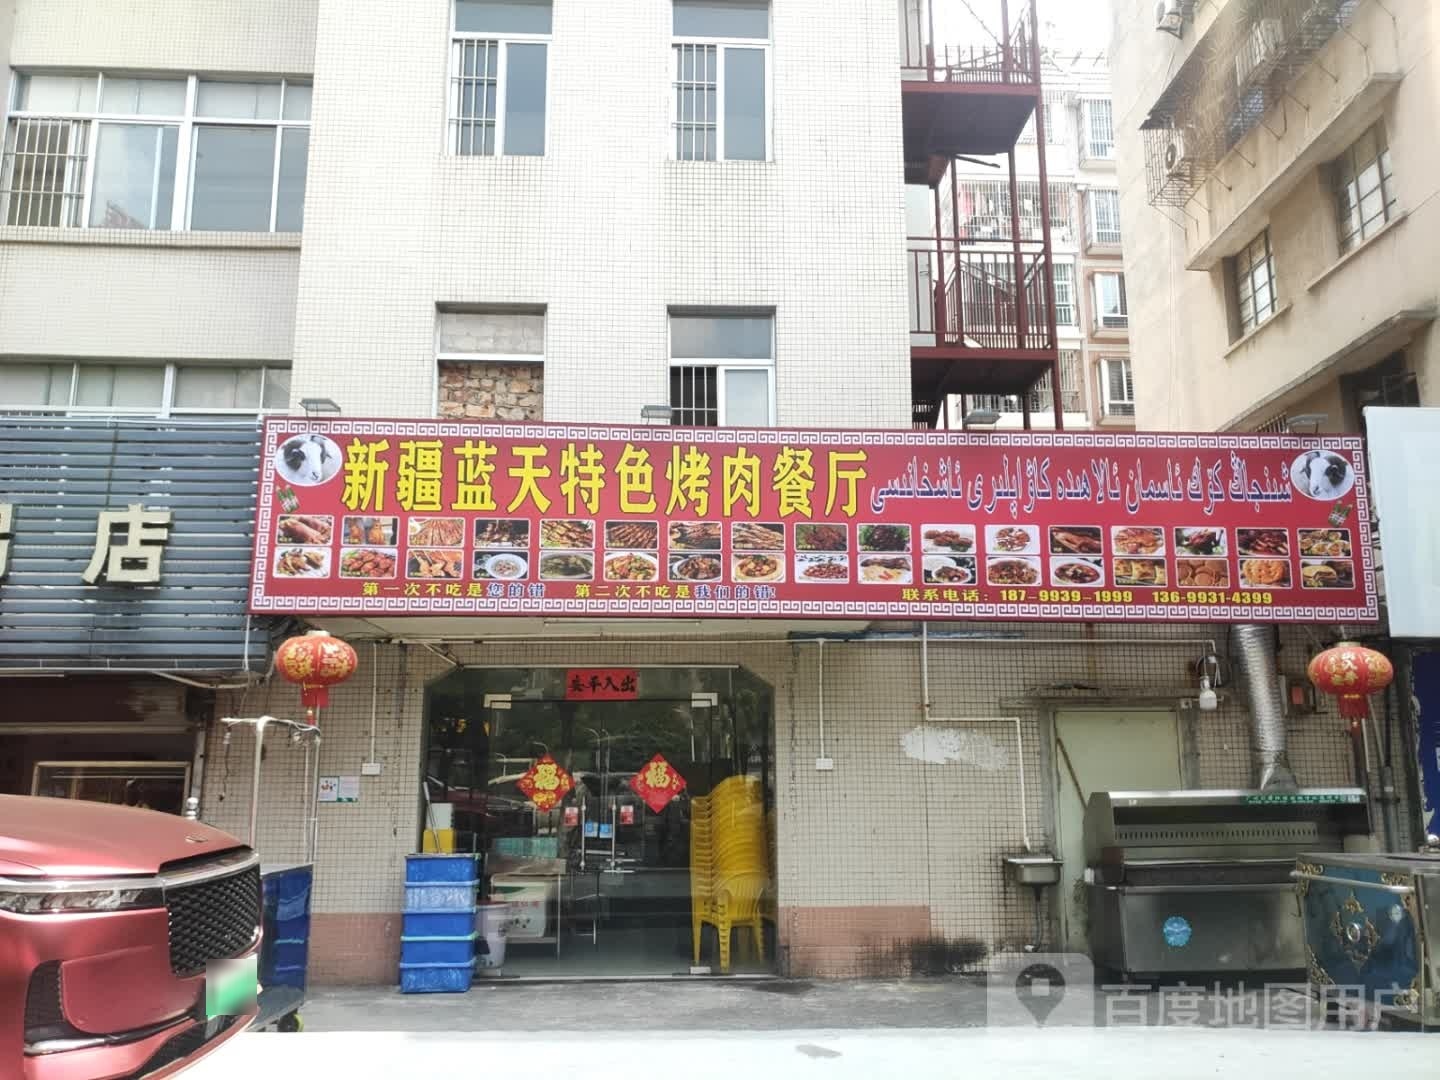 新疆蓝天特色烤肉餐厅
شىنجاڭ كۆك ئاسمان ئالاھىدە كاۋاپلىرى ئاشخانىسى
第一次不吃是您的错 第二次不吃是我们的错!
联系电话：187-9939-1999 136-9931-4399
店
安平入出
福
福
百度地图用户